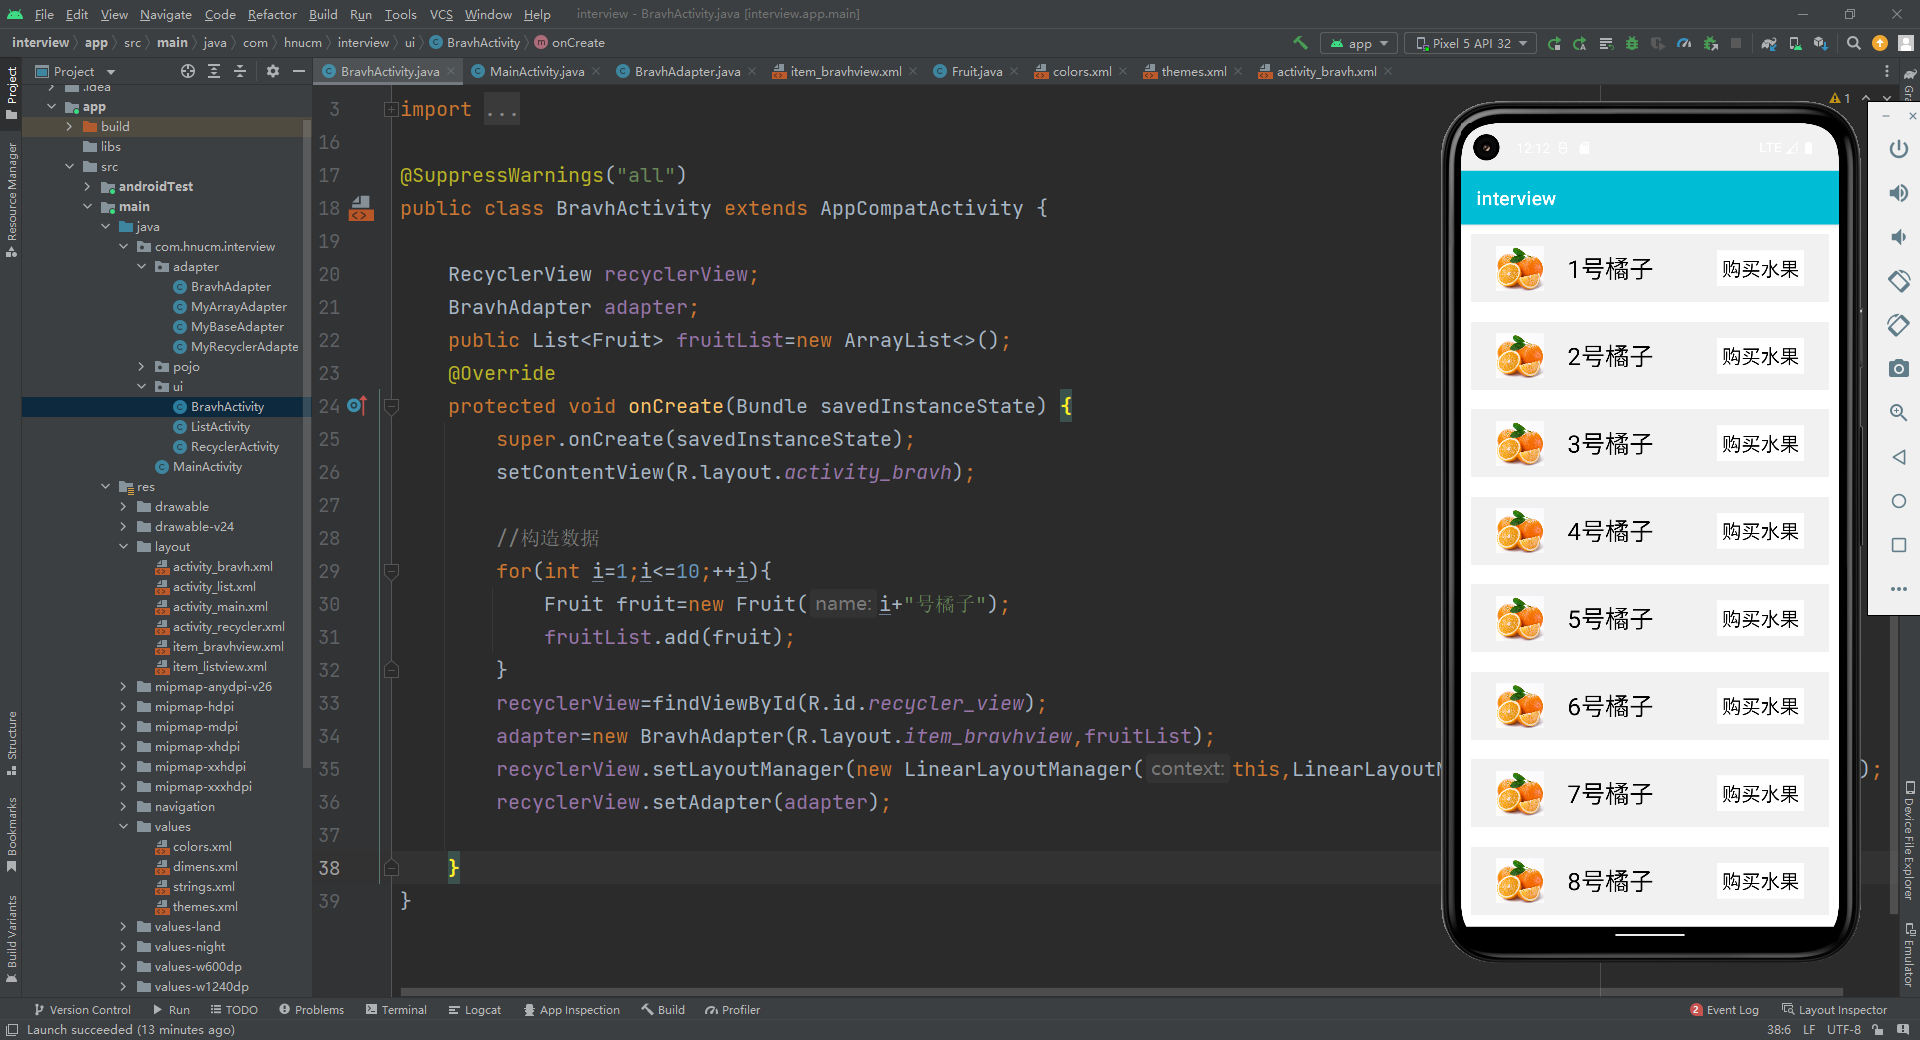 File Edit View Navigate Code Refactor Build Run Tools VCS Window Help interview - BravhActivity.java [interview.app.main]
interview app src main java com hnucm interview ui BravhActivity onCreate app Pixel 5 API 32
Project BravhActivity.java MainActivity.java BravhAdapter.java item_bravhview.xml Fruit.java colors.xml themes.xml activity_bravh.xml
Project
Resource Manager
Structure
Bookmarks
Build Variants
.idea
app
build
libs
src
androidTest
main
java
com.hnucm.interview
adapter
BravhAdapter
MyArrayAdapter
MyBaseAdapter
MyRecyclerAdapte
pojo
ui
BravhActivity
ListActivity
RecyclerActivity
MainActivity
res
drawable
drawable-v24
layout
activity_bravh.xml
activity_list.xml
activity_main.xml
activity_recycler.xml
item_bravhview.xml
item_listview.xml
mipmap-anydpi-v26
mipmap-hdpi
mipmap-mdpi
mipmap-xhdpi
mipmap-xxhdpi
mipmap-xxxhdpi
navigation
values
colors.xml
dimens.xml
strings.xml
themes.xml
values-land
values-night
values-w600dp
values-w1240dp
1
3 import ...
16
17 @SuppressWarnings("all")
18 public class BravhActivity extends AppCompatActivity {
19
20 RecyclerView recyclerView;
21 BravhAdapter adapter;
22 public List<Fruit> fruitList=new ArrayList<>();
23 @Override
24 protected void onCreate(Bundle savedInstanceState) {
25 super.onCreate(savedInstanceState);
26 setContentView(R.layout.activity_bravh);
27
28 //构造数据
29 for(int i=1;i<=10;++i){
30 Fruit fruit=new Fruit( name: i+"号橘子");
31 fruitList.add(fruit);
32 }
33 recyclerView=findViewById(R.id.recycler_view);
34 adapter=new BravhAdapter(R.layout.item_bravhview,fruitList);
35 recyclerView.setLayoutManager(new LinearLayoutManager( context: this,LinearLayoutM );
36 recyclerView.setAdapter(adapter);
37
38 }
39 }
12:12 LTE
interview
1号橘子 购买水果
2号橘子 购买水果
3号橘子 购买水果
4号橘子 购买水果
5号橘子 购买水果
6号橘子 购买水果
7号橘子 购买水果
8号橘子 购买水果
Gra
Device File Explorer
Emulator
Version Control Run TODO Problems Terminal Logcat App Inspection Build Profiler 2 Event Log Layout Inspector
Launch succeeded (13 minutes ago) 38:6 LF UTF-8